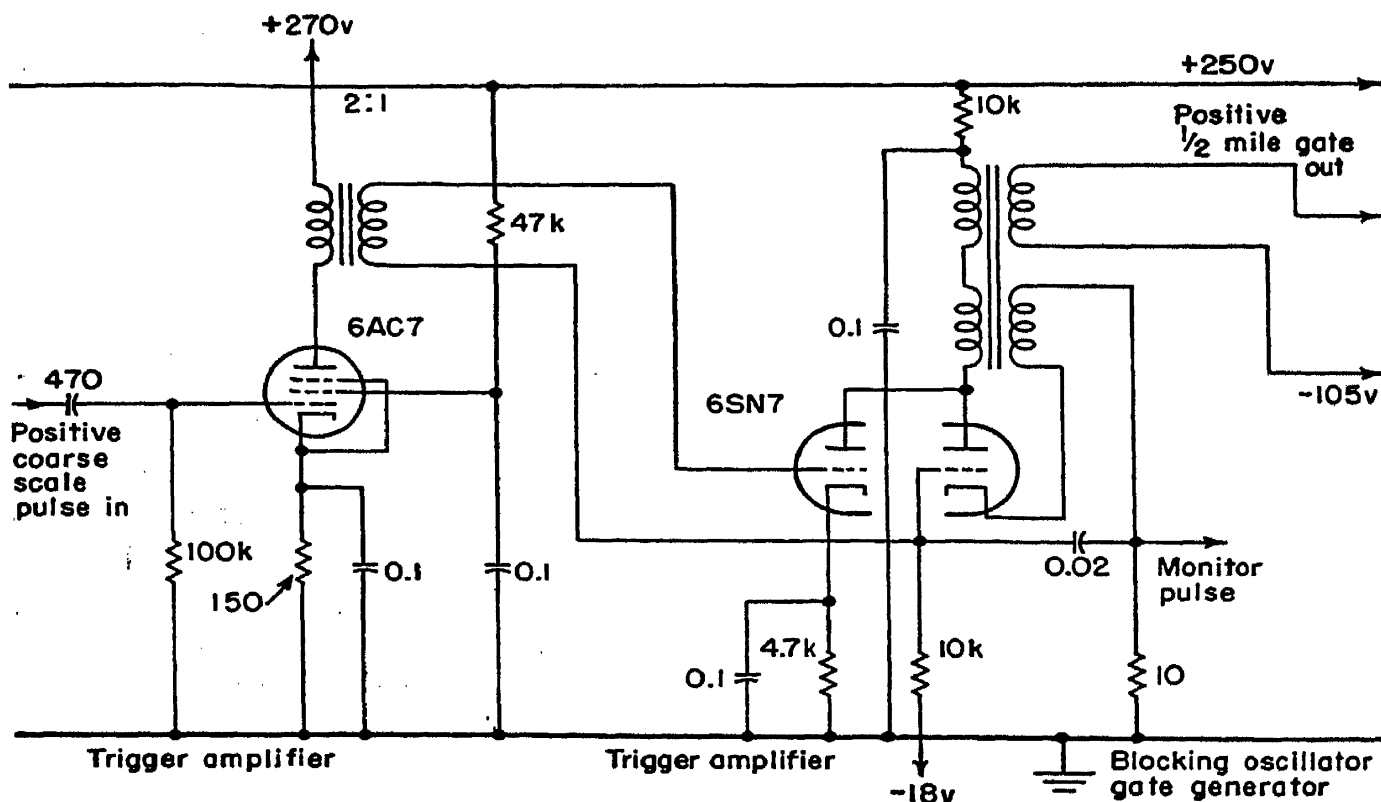 +270v
+250v
2:1
10k
Positive
½ mile gate
out
47k
6AC7
0.1
470
6SN7
-105v
Positive
coarse
scale
pulse in
100k
150
0.1
0.1
0.02
Monitor
pulse
4.7k
10k
0.1
10
Trigger amplifier
Trigger amplifier
-18v
Blocking oscillator
gate generator